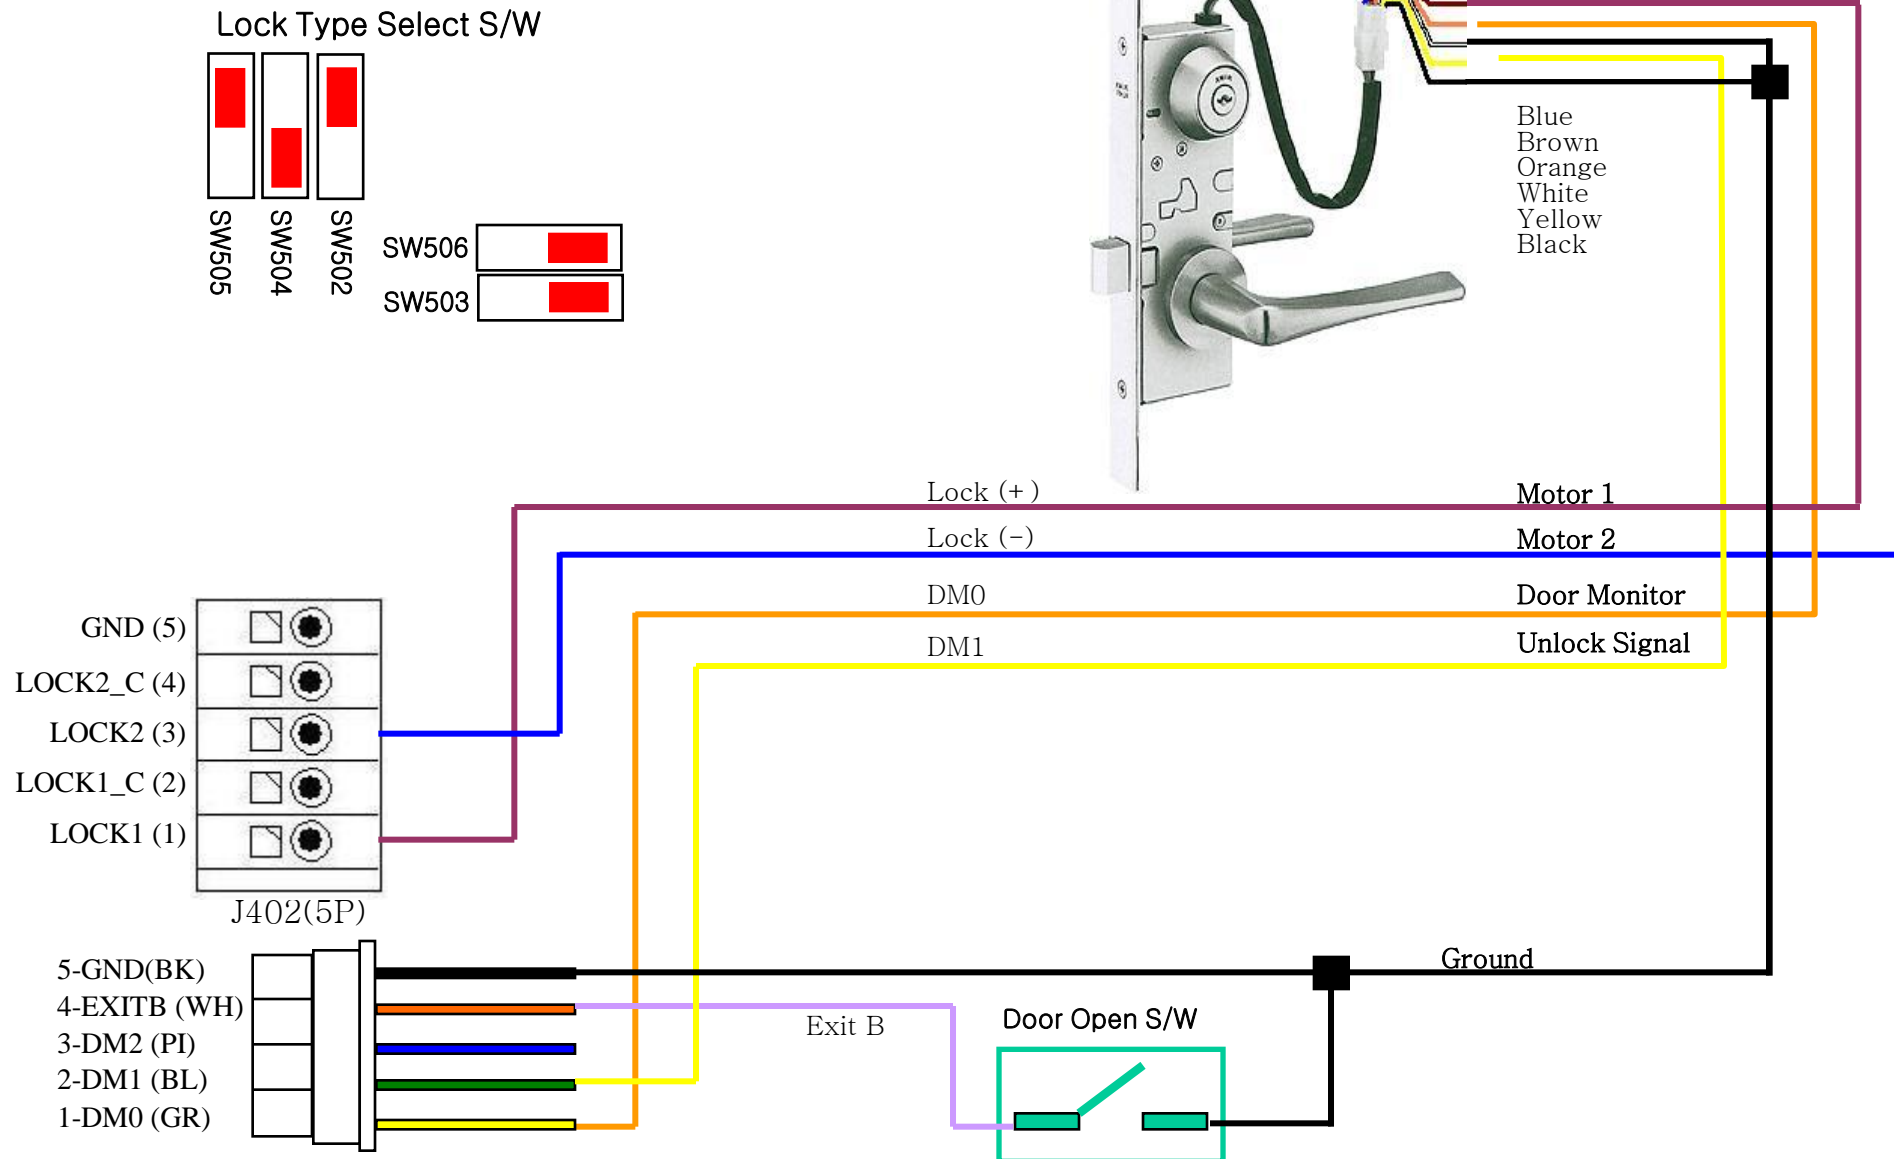 Lock Type Select S/W
SW505
SW504
SW502
SW506
SW503
Blue
Brown
Orange
White
Yellow
Black
Lock (+)
Motor 1
Lock (-)
Motor 2
DM0
Door Monitor
DM1
Unlock Signal
GND (5)
LOCK2_C (4)
LOCK2 (3)
LOCK1_C (2)
LOCK1 (1)
J402(5P)
5-GND(BK)
4-EXITB (WH)
3-DM2 (PI)
2-DM1 (BL)
1-DM0 (GR)
Ground
Exit B
Door Open S/W